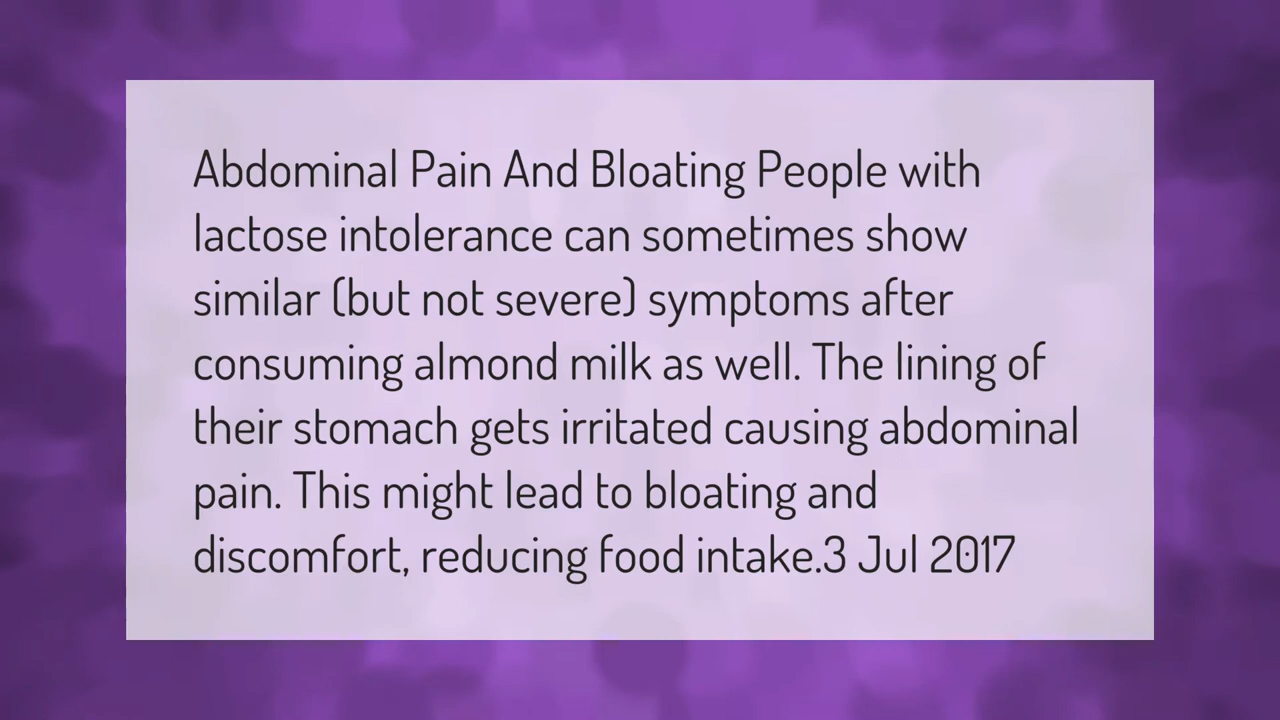 Abdominal Pain And Bloating People with
lactose intolerance can sometimes show
similar (but not severe) symptoms after
consuming almond milk as well. The lining of
their stomach gets irritated causing abdominal
pain. This might lead to bloating and
discomfort, reducing food intake.3 Jul 2017